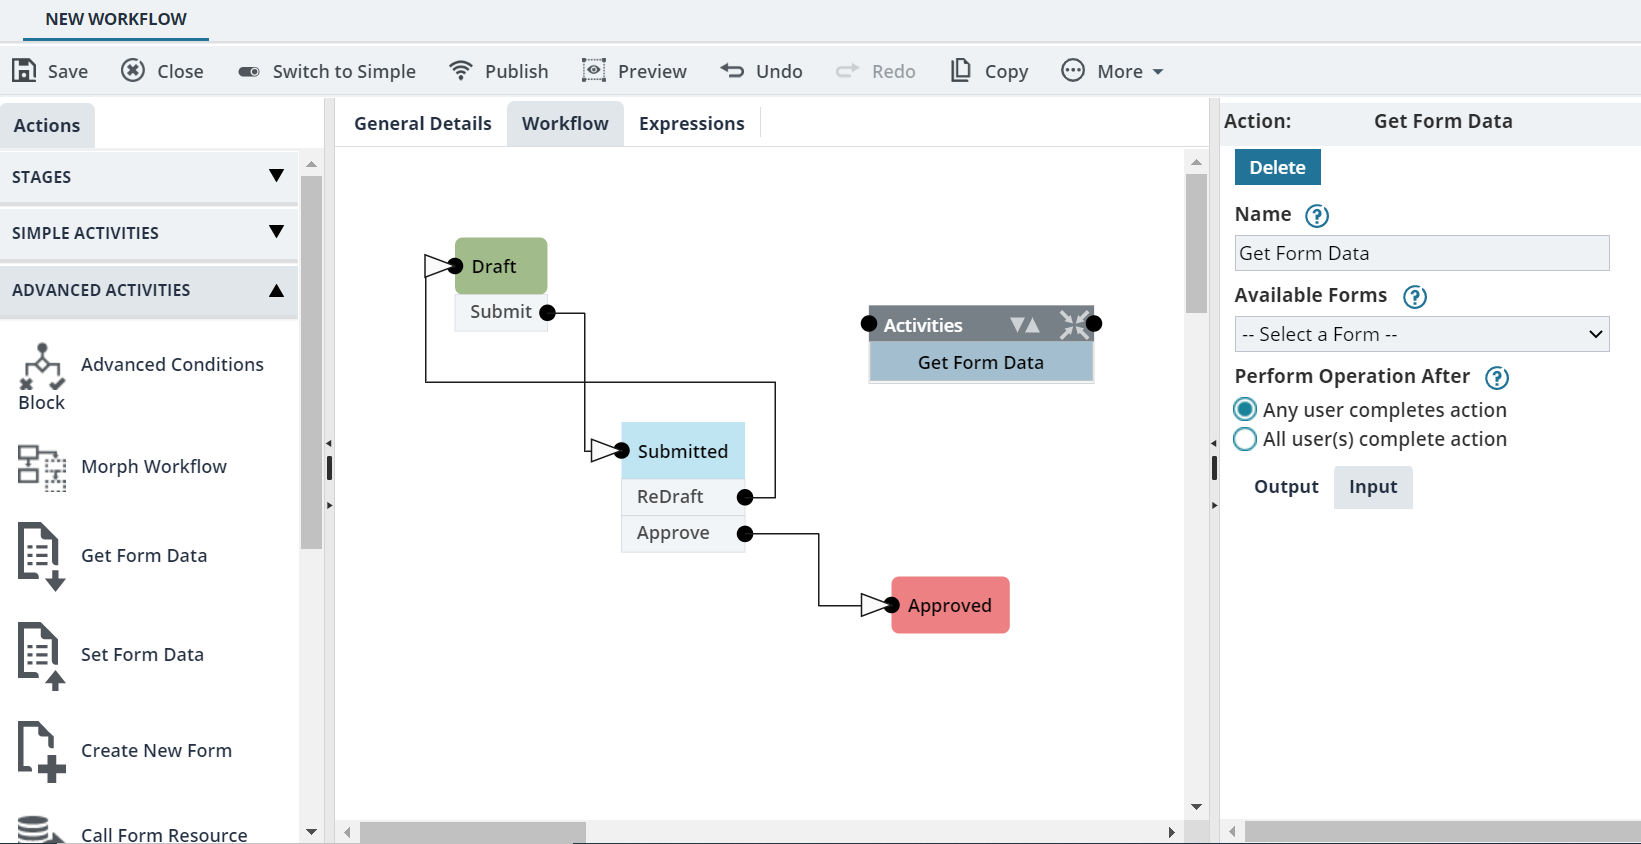 NEW WORKFLOW
Save
Close
Switch to Simple
Publish
Preview
Undo
Redo
Copy
More
Actions
STAGES
SIMPLE ACTIVITIES
ADVANCED ACTIVITIES
Advanced Conditions
Block
Morph Workflow
Get Form Data
Set Form Data
Create New Form
Call Form Resource
General Details
Workflow
Expressions
Draft
Submit
Activities
Get Form Data
Submitted
ReDraft
Approve
Approved
Action: Get Form Data
Delete
Name ?
Get Form Data
Available Forms ?
-- Select a Form --
Perform Operation After ?
Any user completes action
All user(s) complete action
Output
Input